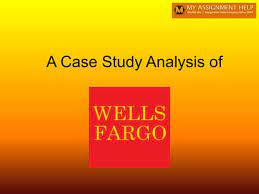 MY ASSIGNMENT HELP
A Case Study Analysis of
WELLS
FARGO